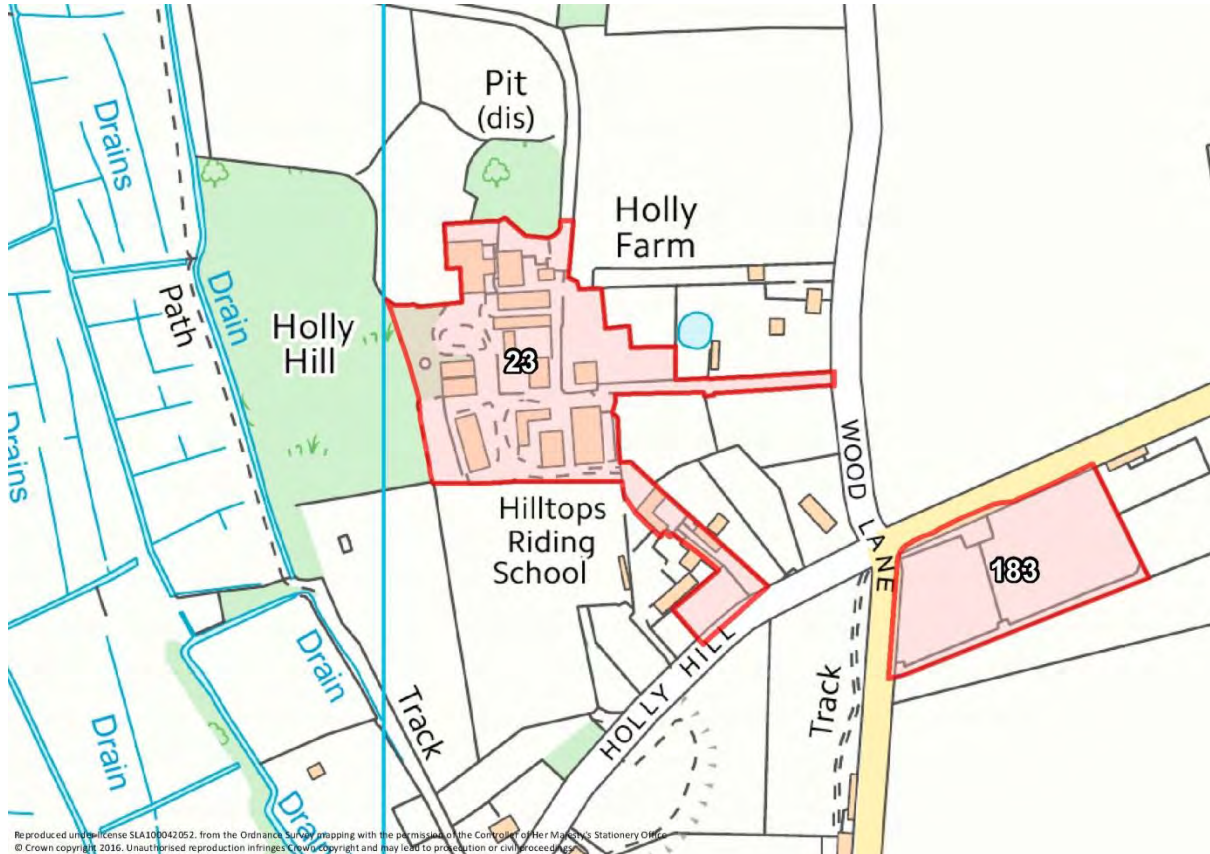 Drains
Pit
(dis)
Holly
Farm
Path
Drain
Holly
Hill
23
Drains
WOOD LANE
Hilltops
Riding
School
183
Drain
HOLLY HILL
Track
Track
Drain
Drain
Reproduced under license SLA100042052. from the Ordnance Survey mapping with the permission of the Controller of Her Majesty's Stationery Office
© Crown copyright 2016. Unauthorised reproduction infringes Crown copyright and may lead to prosecution or civil proceedings